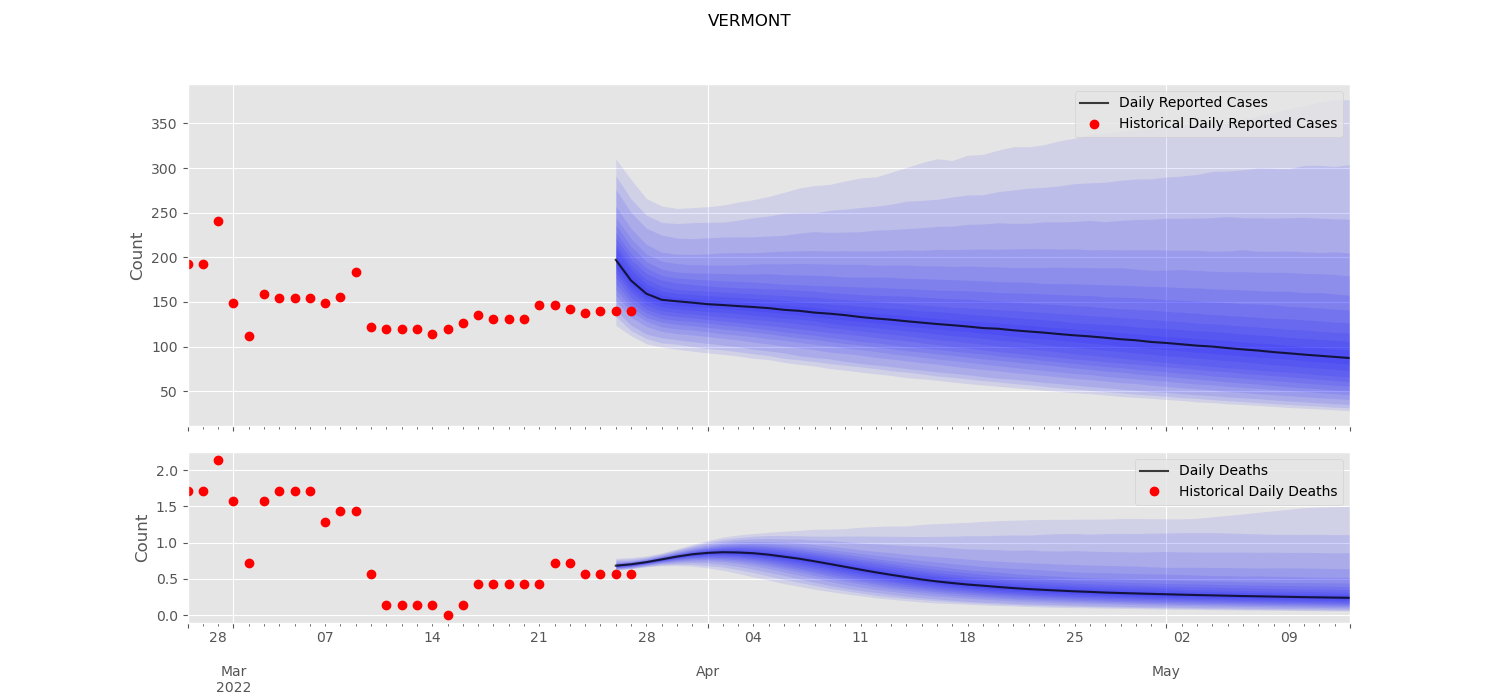 VERMONT
Daily Reported Cases
Historical Daily Reported Cases
350
300
250
200
150
100
50
Count
Daily Deaths
Historical Daily Deaths
2.0
1.5
1.0
0.5
0.0
Count
28 07 14 21 28 04 11 18 25 02 09
Mar Apr May
2022